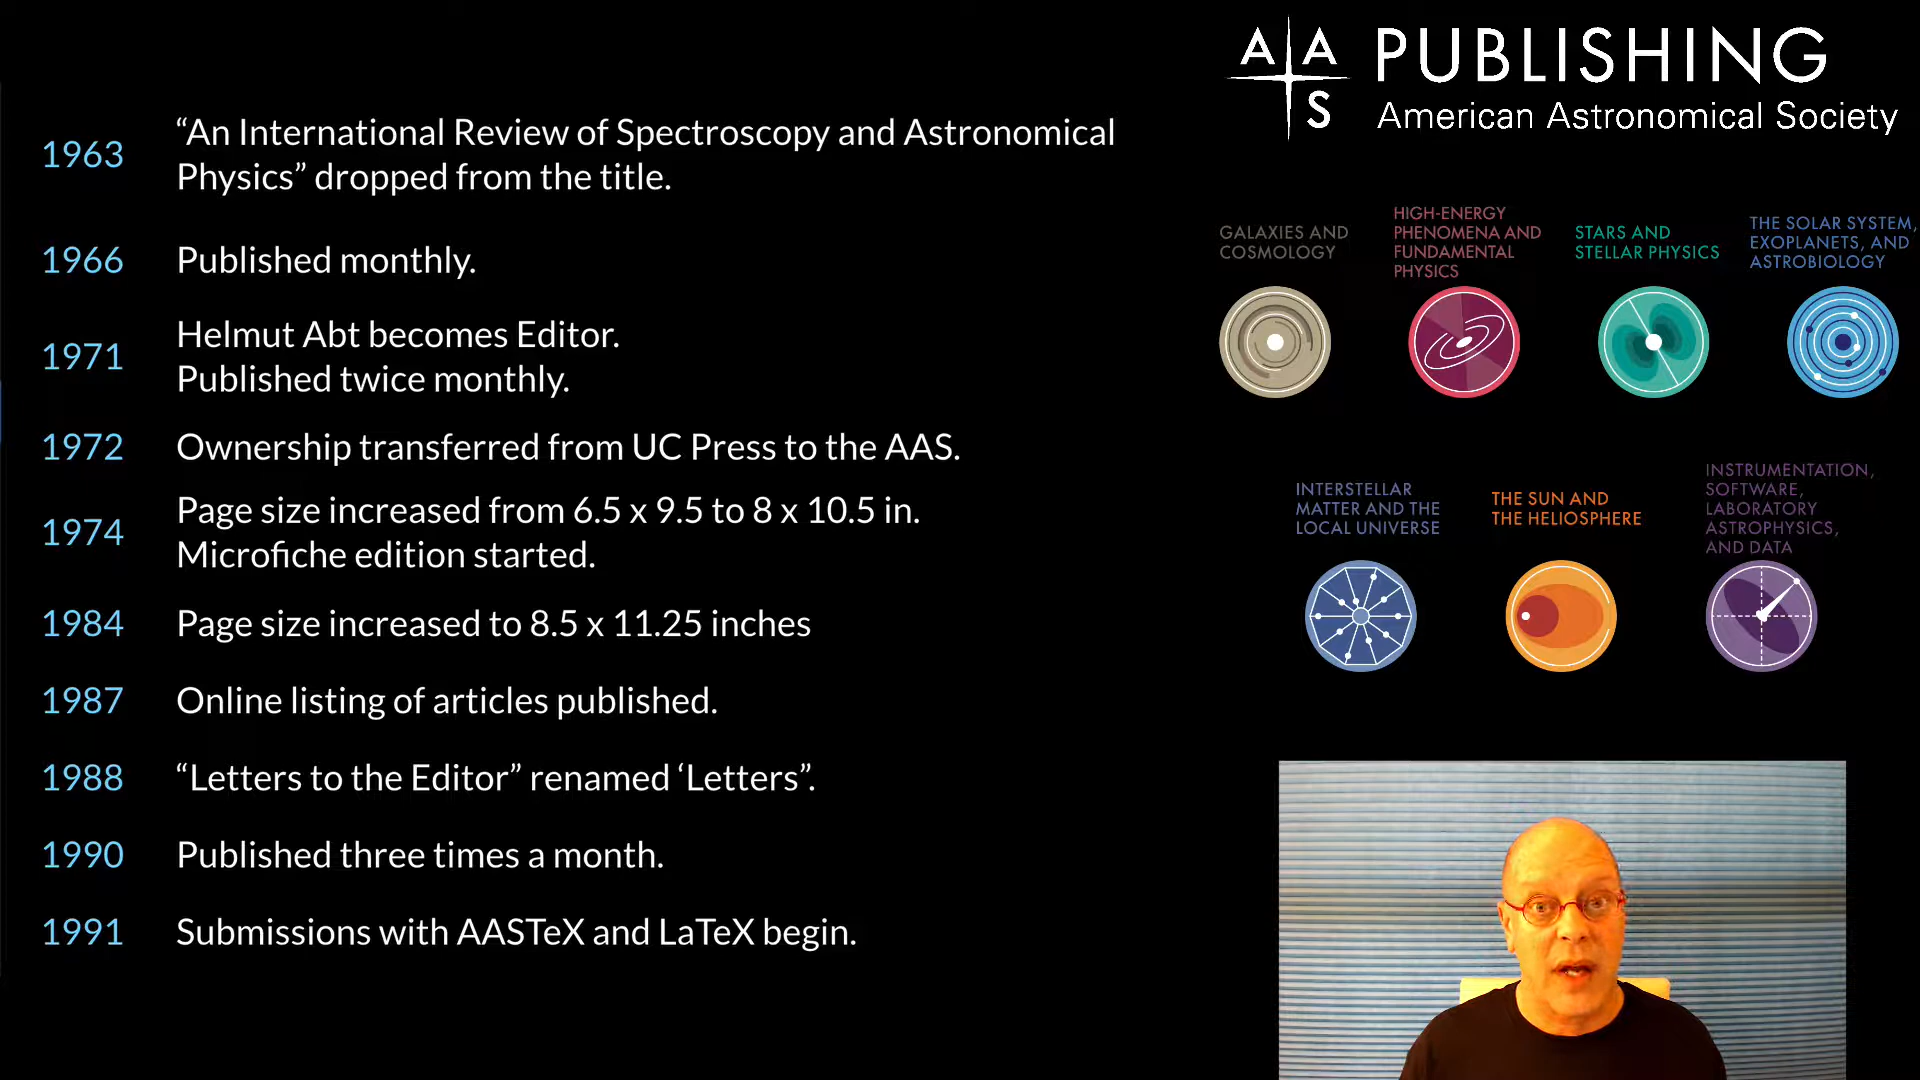 1963
“An International Review of Spectroscopy and Astronomical
Physics” dropped from the title.
1966
Published monthly.
1971
Helmut Abt becomes Editor.
Published twice monthly.
1972
Ownership transferred from UC Press to the AAS.
1974
Page size increased from 6.5 x 9.5 to 8 x 10.5 in.
Microfiche edition started.
1984
Page size increased to 8.5 x 11.25 inches
1987
Online listing of articles published.
1988
“Letters to the Editor” renamed ‘Letters”.
1990
Published three times a month.
1991
Submissions with AASTeX and LaTeX begin.
AAS
PUBLISHING
American Astronomical Society
GALAXIES AND
COSMOLOGY
HIGH-ENERGY
PHENOMENA AND
FUNDAMENTAL
PHYSICS
STARS AND
STELLAR PHYSICS
THE SOLAR SYSTEM,
EXOPLANETS, AND
ASTROBIOLOGY
INTERSTELLAR
MATTER AND THE
LOCAL UNIVERSE
THE SUN AND
THE HELIOSPHERE
INSTRUMENTATION,
SOFTWARE,
LABORATORY
ASTROPHYSICS,
AND DATA